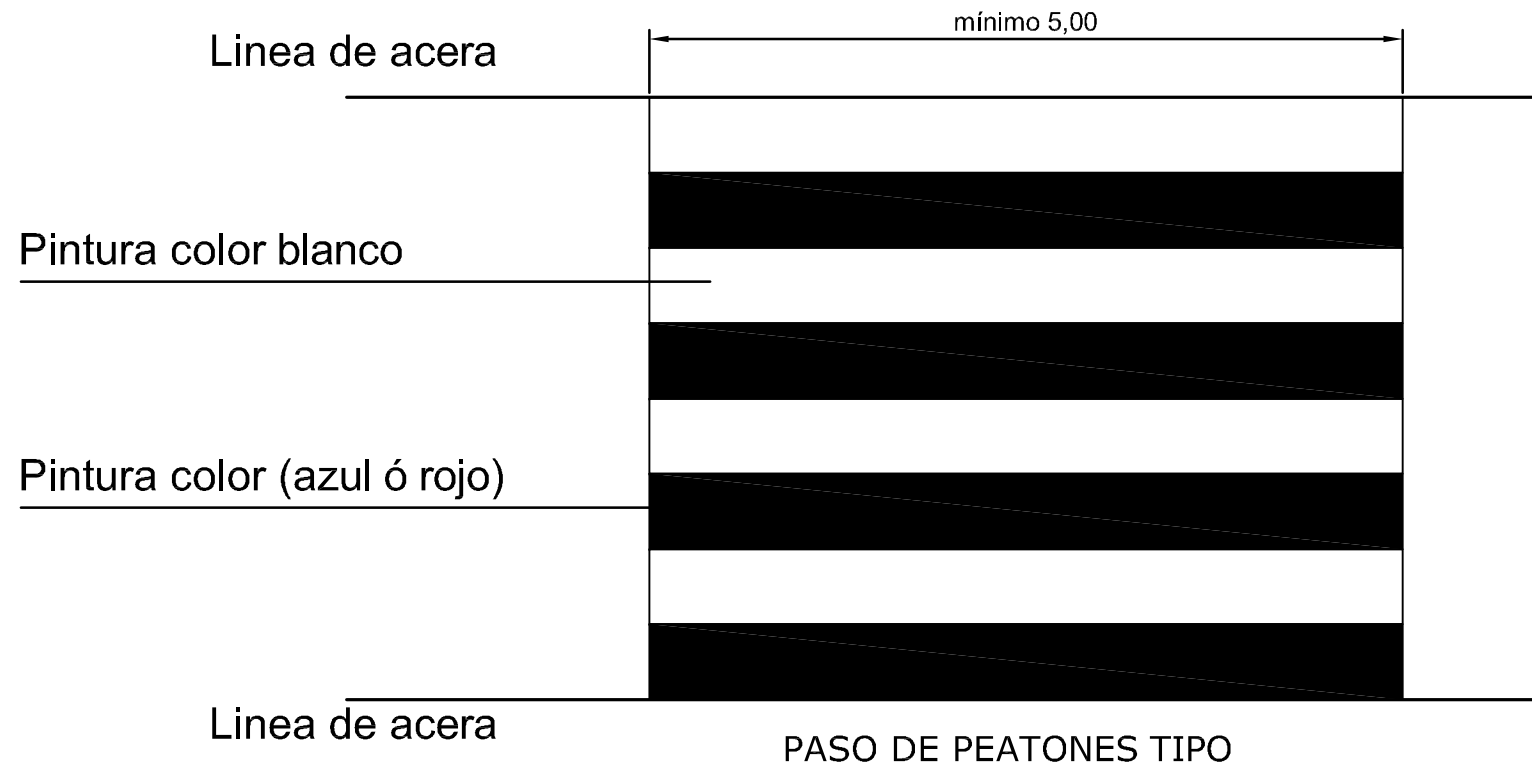 mínimo 5,00
Linea de acera
Pintura color blanco
Pintura color (azul ó rojo)
Linea de acera
PASO DE PEATONES TIPO